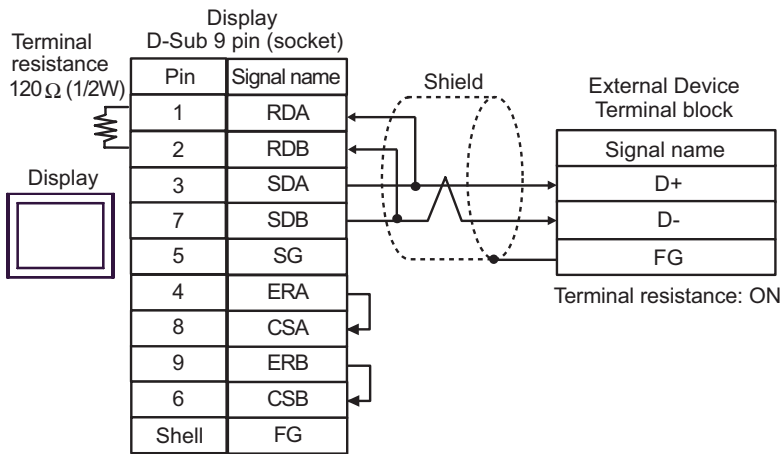 Display
D-Sub 9 pin (socket)
Terminal
resistance
120Ω (1/2W)
Pin Signal name
1 RDA
2 RDB
3 SDA
7 SDB
5 SG
4 ERA
8 CSA
9 ERB
6 CSB
Shell FG
Display
Shield
External Device
Terminal block
Signal name
D+
D-
FG
Terminal resistance: ON